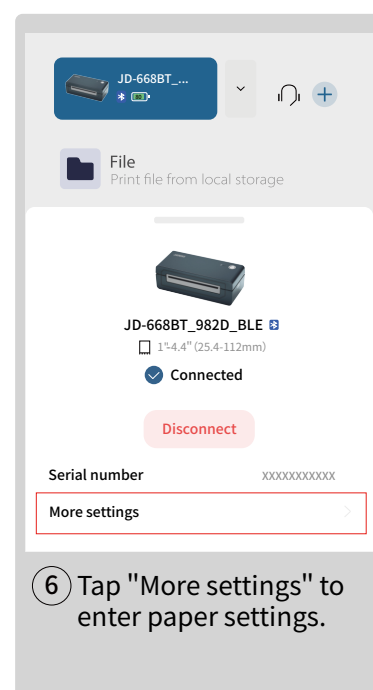 JD-668BT_...
File
Print file from local storage
JD-668BT_982D_BLE
1"-4.4" (25.4-112mm)
Connected
Disconnect
Serial number XXXXXXXXXXX
More settings
6 Tap "More settings" to
enter paper settings.